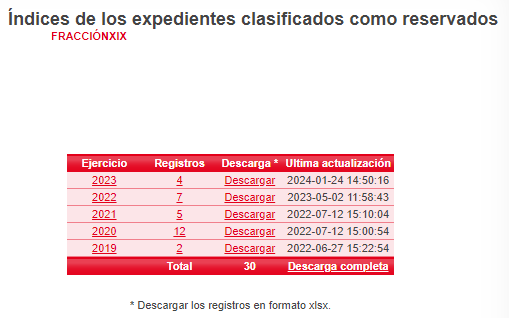 Índices de los expedientes clasificados como reservados
FRACCIÓNXIX
Ejercicio Registros Descarga * Ultima actualización
2023 4 Descargar 2024-01-24 14:50:16
2022 7 Descargar 2023-05-02 11:58:43
2021 5 Descargar 2022-07-12 15:10:04
2020 12 Descargar 2022-07-12 15:00:54
2019 2 Descargar 2022-06-27 15:22:54
Total 30 Descarga completa
* Descargar los registros en formato xlsx.